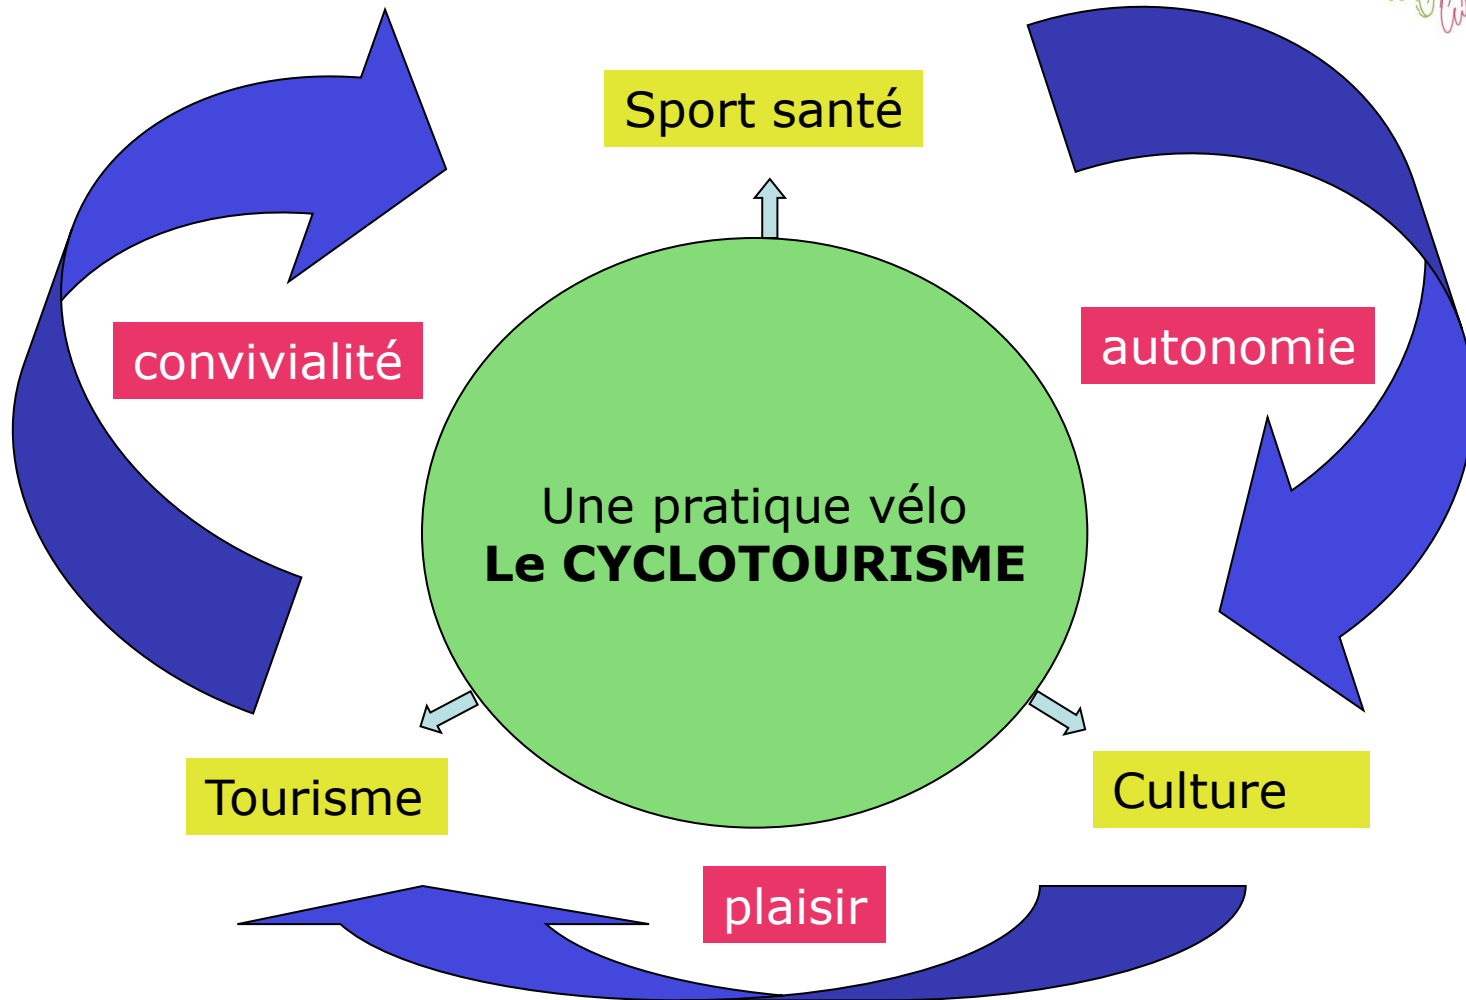 Sport santé
convivialité
autonomie
Une pratique vélo
Le CYCLOTOURISME
Tourisme
Culture
plaisir